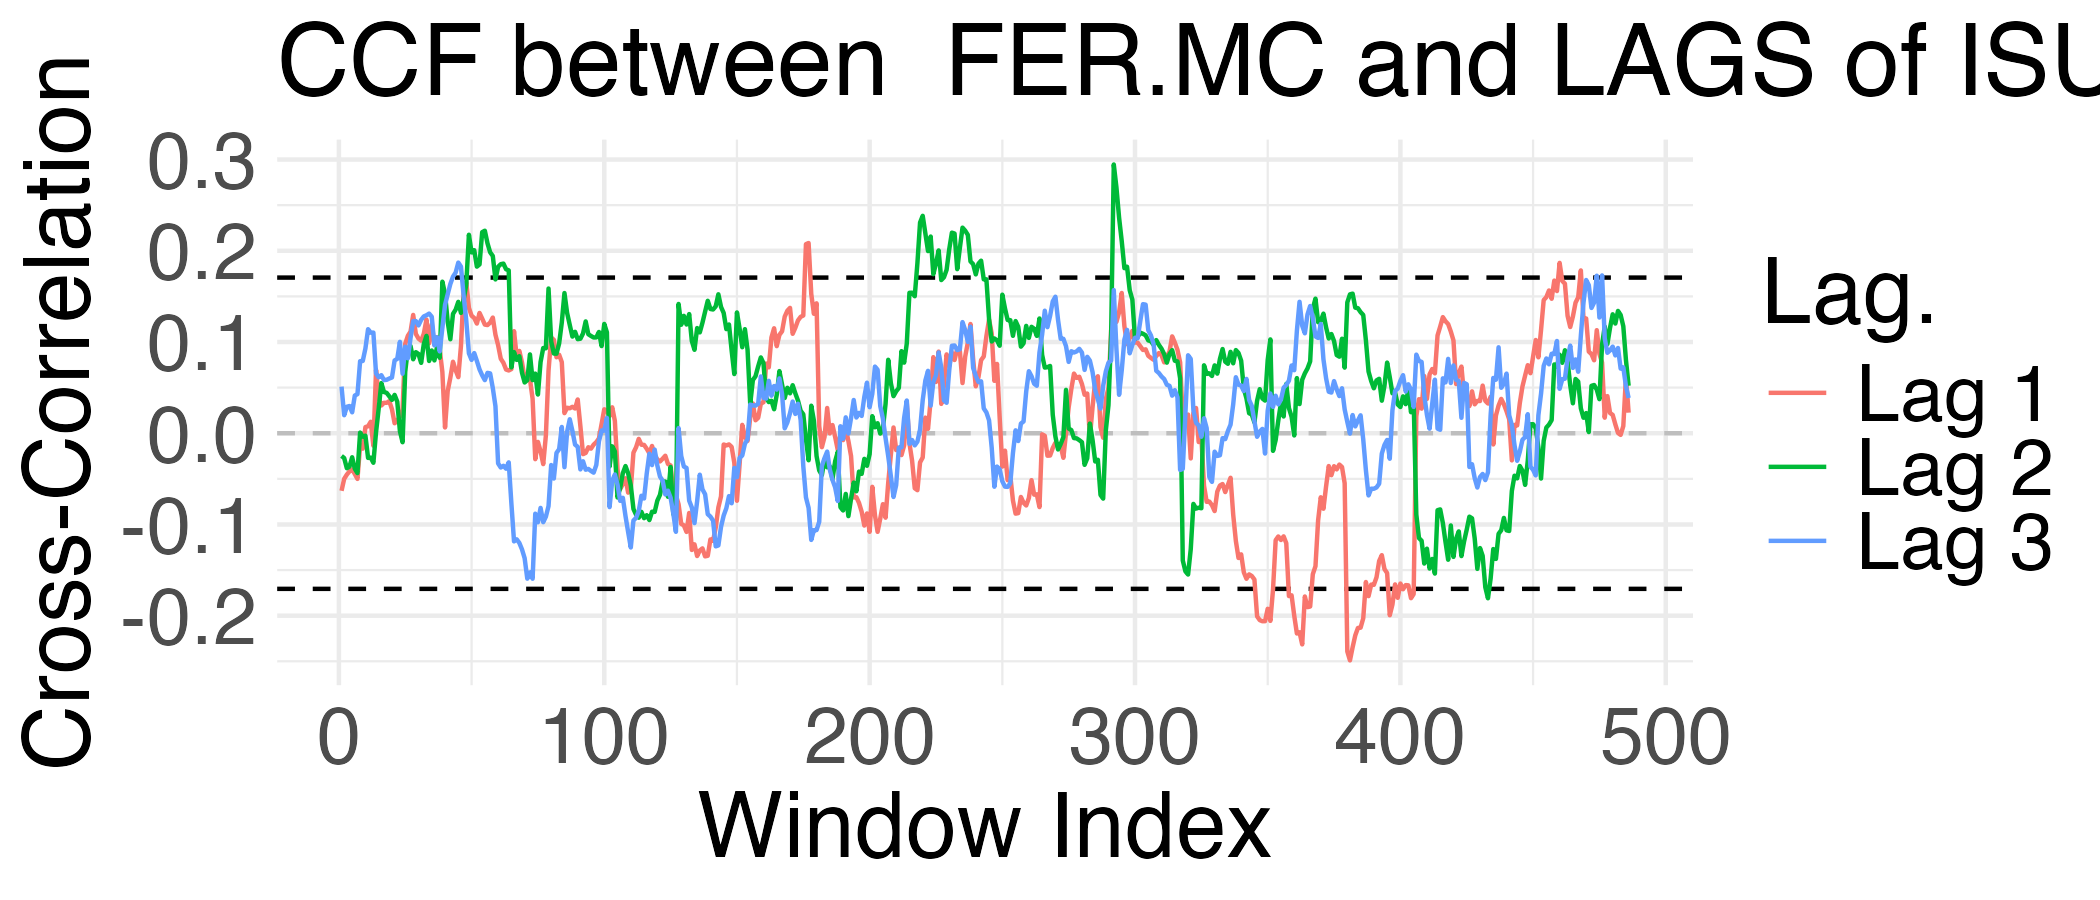 CCF between FER.MC and LAGS of ISU
Cross-Correlation
0.3
0.2
0.1
0.0
-0.1
-0.2
0
100
200
300
400
500
Window Index
Lag.
Lag 1
Lag 2
Lag 3